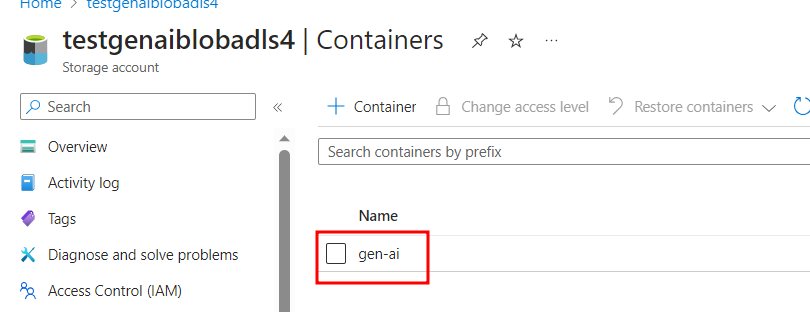 Home > testgenaiblobadls4
testgenaiblobadls4 | Containers ...
Storage account
Search
«
+ Container
Change access level
Restore containers
Search containers by prefix
Overview
Activity log
Tags
Diagnose and solve problems
Access Control (IAM)
Name
gen-ai